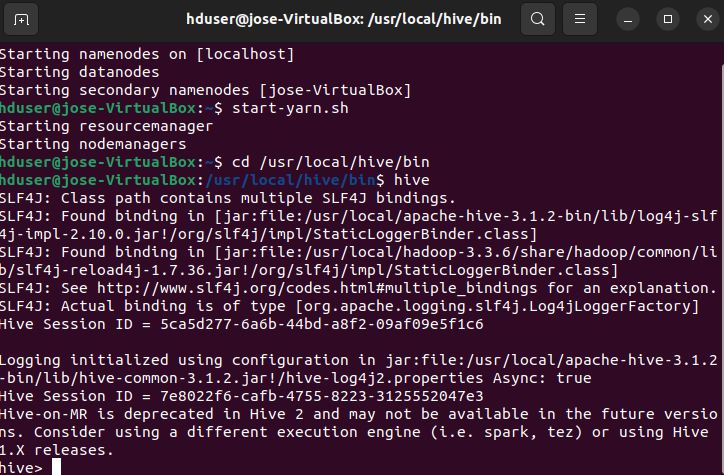 hduser@jose-VirtualBox: /usr/local/hive/bin
Starting namenodes on [localhost]
Starting datanodes
Starting secondary namenodes [jose-VirtualBox]
hduser@jose-VirtualBox:~$ start-yarn.sh
Starting resourcemanager
Starting nodemanagers
hduser@jose-VirtualBox:~$ cd /usr/local/hive/bin
hduser@jose-VirtualBox:/usr/local/hive/bin$ hive
SLF4J: Class path contains multiple SLF4J bindings.
SLF4J: Found binding in [jar:file:/usr/local/apache-hive-3.1.2-bin/lib/log4j-slf
4j-impl-2.10.0.jar!/org/slf4j/impl/StaticLoggerBinder.class]
SLF4J: Found binding in [jar:file:/usr/local/hadoop-3.3.6/share/hadoop/common/li
b/slf4j-reload4j-1.7.36.jar!/org/slf4j/impl/StaticLoggerBinder.class]
SLF4J: See http://www.slf4j.org/codes.html#multiple_bindings for an explanation.
SLF4J: Actual binding is of type [org.apache.logging.slf4j.Log4jLoggerFactory]
Hive Session ID = 5ca5d277-6a6b-44bd-a8f2-09af09e5f1c6
Logging initialized using configuration in jar:file:/usr/local/apache-hive-3.1.2
-bin/lib/hive-common-3.1.2.jar!/hive-log4j2.properties Async: true
Hive Session ID = 7e8022f6-cafb-4755-8223-3125552047e3
Hive-on-MR is deprecated in Hive 2 and may not be available in the future versio
ns. Consider using a different execution engine (i.e. spark, tez) or using Hive
1.X releases.
hive>